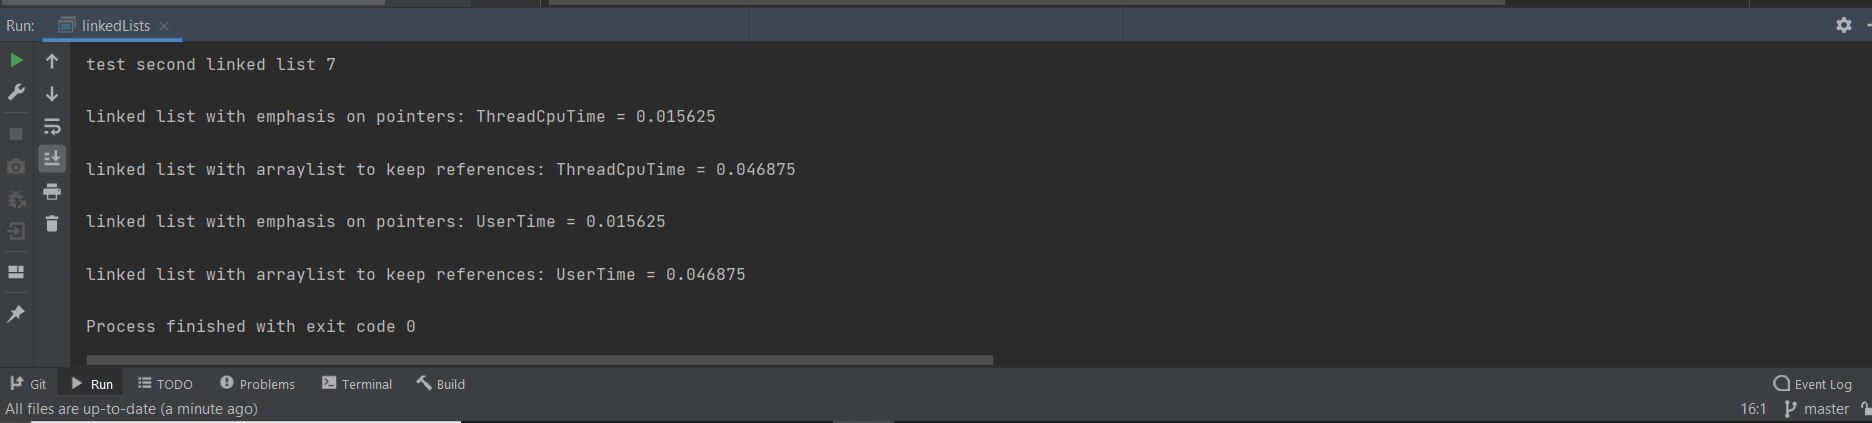 Run: linkedLists
test second linked list 7
linked list with emphasis on pointers: ThreadCpuTime = 0.015625
linked list with arraylist to keep references: ThreadCpuTime = 0.046875
linked list with emphasis on pointers: UserTime = 0.015625
linked list with arraylist to keep references: UserTime = 0.046875
Process finished with exit code 0
Git Run TODO Problems Terminal Build Event Log
All files are up-to-date (a minute ago) 16:1 master